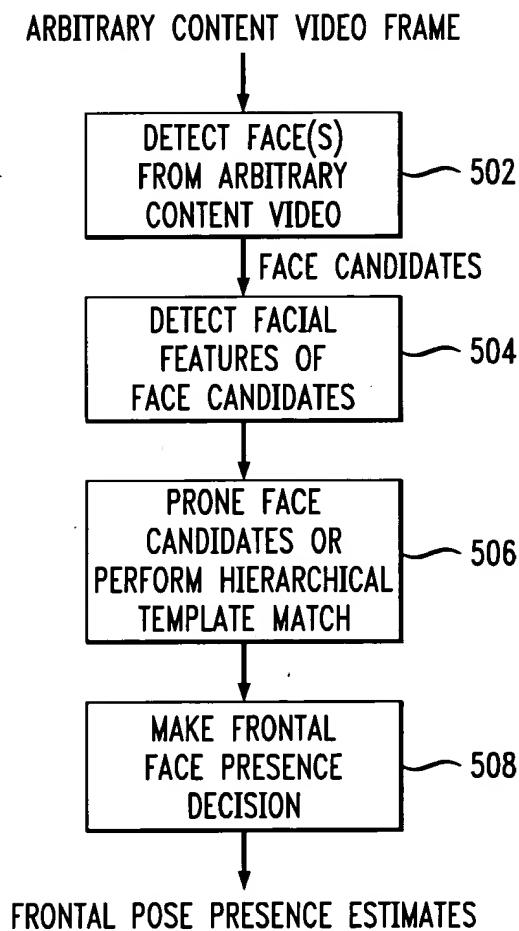 ARBITRARY CONTENT VIDEO FRAME
DETECT FACE(S)
FROM ARBITRARY
CONTENT VIDEO
502
FACE CANDIDATES
DETECT FACIAL
FEATURES OF
FACE CANDIDATES
504
PRONE FACE
CANDIDATES OR
PERFORM HIERARCHICAL
TEMPLATE MATCH
506
MAKE FRONTAL
FACE PRESENCE
DECISION
508
FRONTAL POSE PRESENCE ESTIMATES